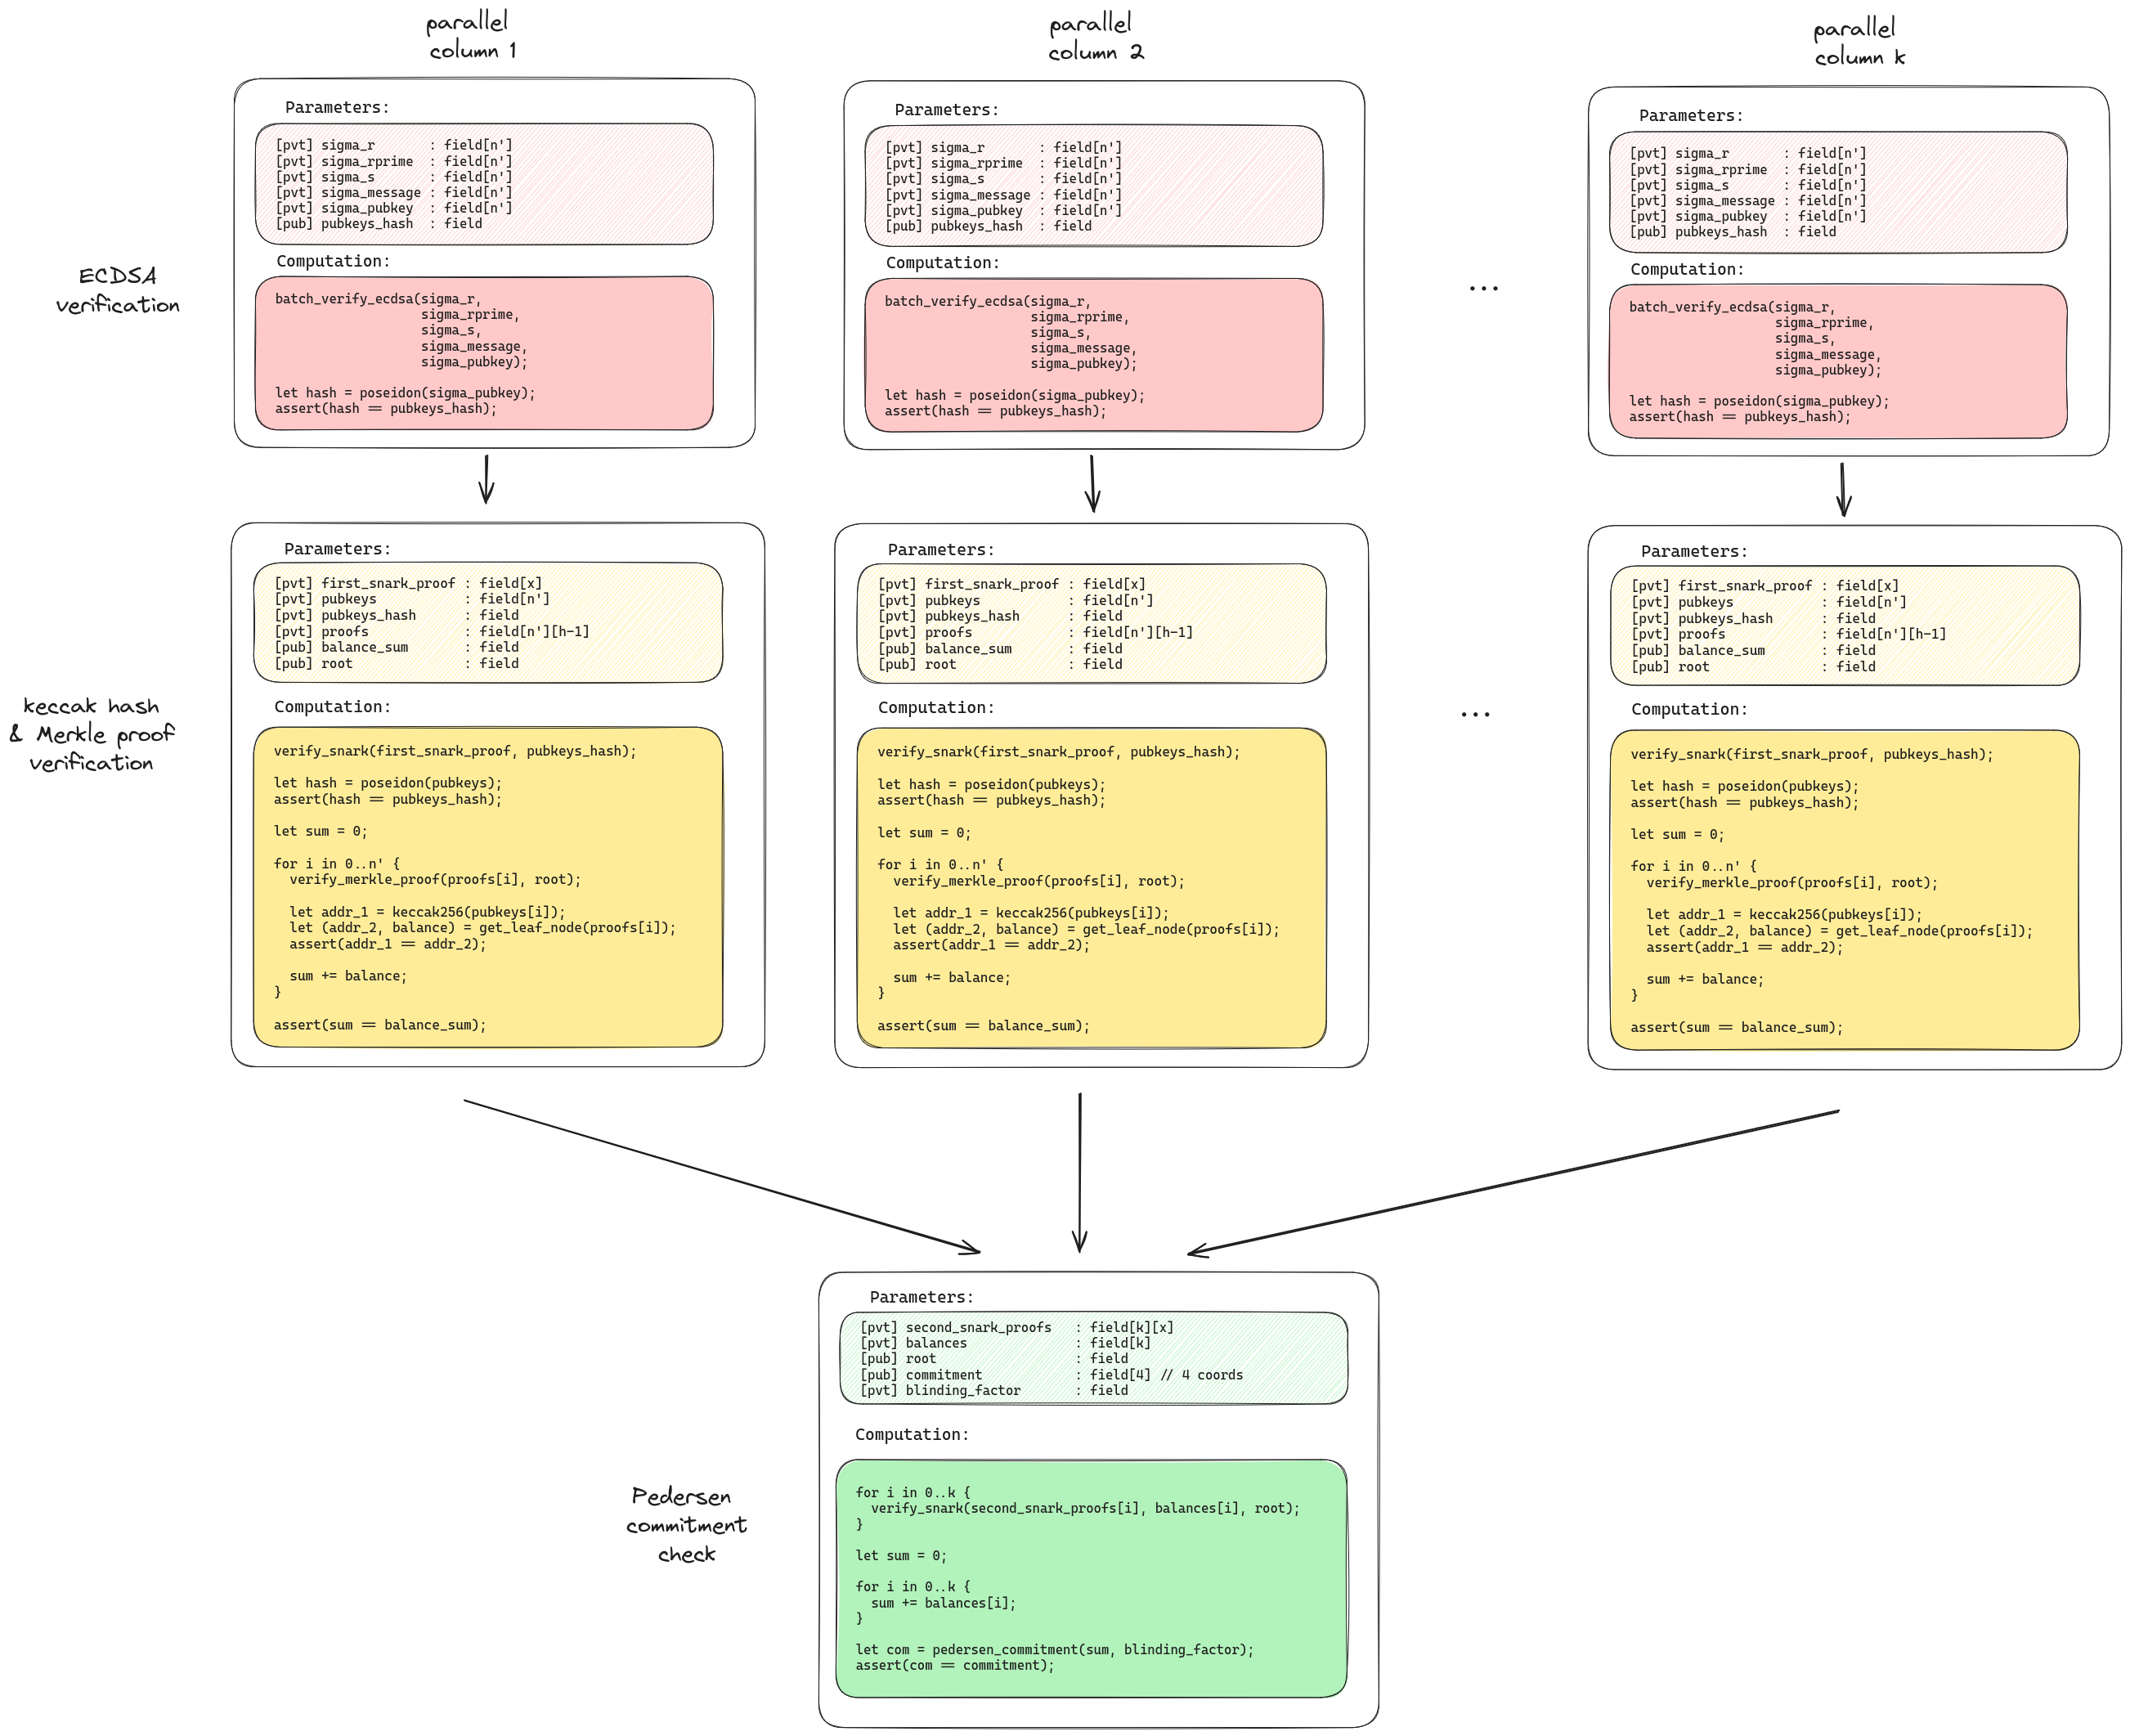 parallel
column 1
parallel
column 2
parallel
column k
ECDSA
verification
Parameters:
[pvt] sigma_r       : field[n']
[pvt] sigma_rprime  : field[n']
[pvt] sigma_s       : field[n']
[pvt] sigma_message : field[n']
[pvt] sigma_pubkey  : field[n']
[pub] pubkeys_hash  : field
Computation:
batch_verify_ecdsa(sigma_r,
                   sigma_rprime,
                   sigma_s,
                   sigma_message,
                   sigma_pubkey);
let hash = poseidon(sigma_pubkey);
assert(hash == pubkeys_hash);
Parameters:
[pvt] sigma_r       : field[n']
[pvt] sigma_rprime  : field[n']
[pvt] sigma_s       : field[n']
[pvt] sigma_message : field[n']
[pvt] sigma_pubkey  : field[n']
[pub] pubkeys_hash  : field
Computation:
batch_verify_ecdsa(sigma_r,
                   sigma_rprime,
                   sigma_s,
                   sigma_message,
                   sigma_pubkey);
let hash = poseidon(sigma_pubkey);
assert(hash == pubkeys_hash);
...
Parameters:
[pvt] sigma_r       : field[n']
[pvt] sigma_rprime  : field[n']
[pvt] sigma_s       : field[n']
[pvt] sigma_message : field[n']
[pvt] sigma_pubkey  : field[n']
[pub] pubkeys_hash  : field
Computation:
batch_verify_ecdsa(sigma_r,
                   sigma_rprime,
                   sigma_s,
                   sigma_message,
                   sigma_pubkey);
let hash = poseidon(sigma_pubkey);
assert(hash == pubkeys_hash);
keccak hash
& Merkle proof
verification
Parameters:
[pvt] first_snark_proof : field[x]
[pvt] pubkeys           : field[n']
[pvt] pubkeys_hash      : field
[pvt] proofs            : field[n'][h-1]
[pub] balance_sum       : field
[pub] root              : field
Computation:
verify_snark(first_snark_proof, pubkeys_hash);
let hash = poseidon(pubkeys);
assert(hash == pubkeys_hash);
let sum = 0;
for i in 0..n' {
  verify_merkle_proof(proofs[i], root);
  let addr_1 = keccak256(pubkeys[i]);
  let (addr_2, balance) = get_leaf_node(proofs[i]);
  assert(addr_1 == addr_2);
  sum += balance;
}
assert(sum == balance_sum);
Parameters:
[pvt] first_snark_proof : field[x]
[pvt] pubkeys           : field[n']
[pvt] pubkeys_hash      : field
[pvt] proofs            : field[n'][h-1]
[pub] balance_sum       : field
[pub] root              : field
Computation:
verify_snark(first_snark_proof, pubkeys_hash);
let hash = poseidon(pubkeys);
assert(hash == pubkeys_hash);
let sum = 0;
for i in 0..n' {
  verify_merkle_proof(proofs[i], root);
  let addr_1 = keccak256(pubkeys[i]);
  let (addr_2, balance) = get_leaf_node(proofs[i]);
  assert(addr_1 == addr_2);
  sum += balance;
}
assert(sum == balance_sum);
...
Parameters:
[pvt] first_snark_proof : field[x]
[pvt] pubkeys           : field[n']
[pvt] pubkeys_hash      : field
[pvt] proofs            : field[n'][h-1]
[pub] balance_sum       : field
[pub] root              : field
Computation:
verify_snark(first_snark_proof, pubkeys_hash);
let hash = poseidon(pubkeys);
assert(hash == pubkeys_hash);
let sum = 0;
for i in 0..n' {
  verify_merkle_proof(proofs[i], root);
  let addr_1 = keccak256(pubkeys[i]);
  let (addr_2, balance) = get_leaf_node(proofs[i]);
  assert(addr_1 == addr_2);
  sum += balance;
}
assert(sum == balance_sum);
Pedersen
commitment
check
Parameters:
[pvt] second_snark_proofs   : field[k][x]
[pvt] balances              : field[k]
[pub] root                  : field
[pub] commitment            : field[4] // 4 coords
[pvt] blinding_factor       : field
Computation:
for i in 0..k {
  verify_snark(second_snark_proofs[i], balances[i], root);
}
let sum = 0;
for i in 0..k {
  sum += balances[i];
}
let com = pedersen_commitment(sum, blinding_factor);
assert(com == commitment);